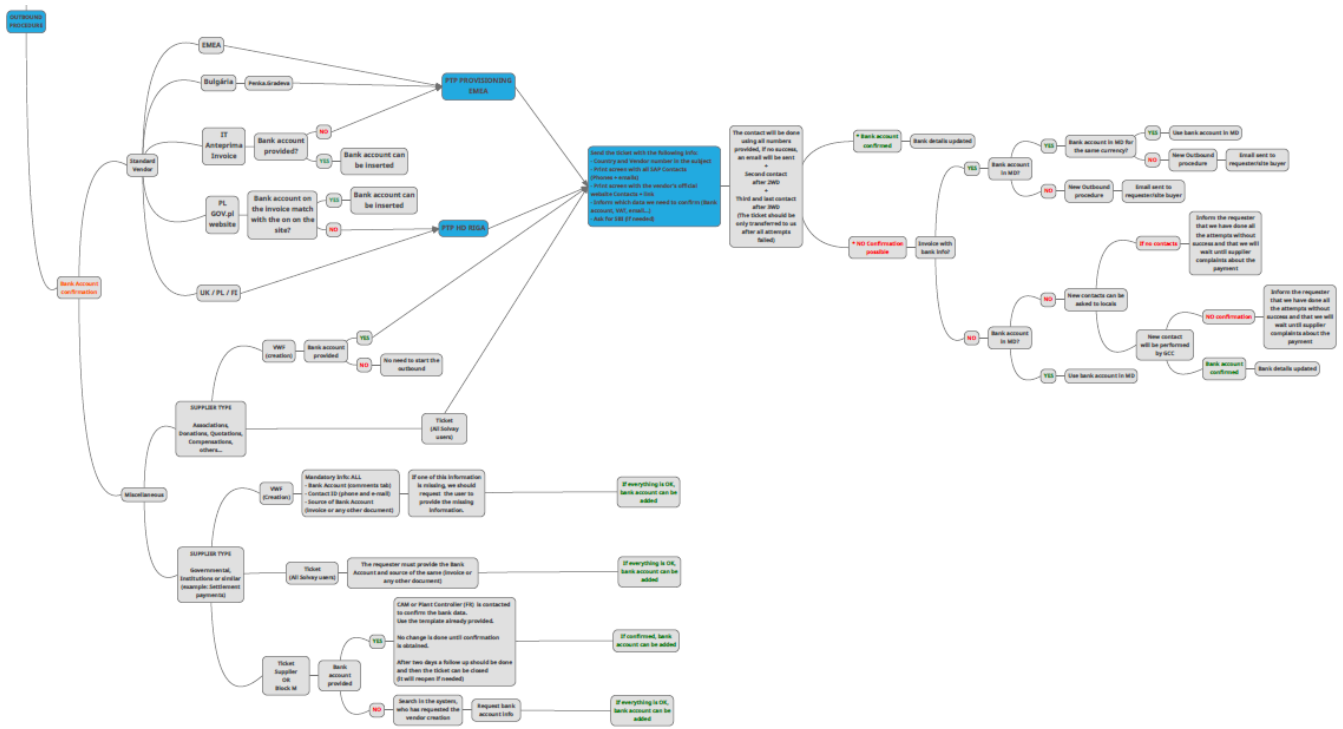 OUTBOUND
PROCEDURE
Bank Account
confirmation
Standard
Vendor
EMEA
Bulgária
Penka.Gradeva
IT
Anteprima
Invoice
Bank account
provided?
NO
YES
Bank account can
be inserted
PL
GOV.pl
website
Bank account on
the invoice match
with the on on the
site?
YES
Bank account can
be inserted
NO
UK / PL / FI
PTP PROVISIONING
EMEA
PTP HD RIGA
Send the ticket with the following info:
- Country and Vendor number in the subject
- Print screen with all SAP Contacts
(Phones + emails)
- Print screen with the vendor's official
website Contacts + link
- Inform which data we need to confirm (Bank
account, VAT, email...)
- Ask for SBI (if needed)
The contact will be done
using all numbers
provided, if no success,
an email will be sent
+
Second contact
after 2WD
+
Third and last contact
after 3WD
(The ticket should be
only transferred to us
after all attempts
failed)
* Bank account
confirmed
Bank details updated
* NO Confirmation
possible
Invoice with
bank info?
YES
Bank account
in MD?
YES
Bank account in MD for
the same currency?
YES
Use bank account in MD
NO
New Outbound
procedure
Email sent to
requester/site buyer
NO
New Outbound
procedure
Email sent to
requester/site buyer
NO
Bank account
in MD?
NO
New contacts can be
asked to locals
If no contacts
Inform the requester
that we have done all
the attempts without
success and that we will
wait until supplier
complaints about the
payment
New contact
will be performed
by GCC
NO confirmation
Inform the requester
that we have done all
the attempts without
success and that we will
wait until supplier
complaints about the
payment
Bank account
confirmed
Bank details updated
YES
Use bank account in MD
Miscellaneous
SUPPLIER TYPE
Associations,
Donations, Quotations,
Compensations,
others...
VWF
(creation)
Bank account
provided
YES
NO
No need to start the
outbound
Ticket
(All Solvay
users)
SUPPLIER TYPE
Governmental,
Institutions or similar
(example: Settlement
payments)
VWF
(Creation)
Mandatory Info: ALL
- Bank Account (comments tab)
- Contact ID (phone and e-mail)
- Source of Bank Account
(invoice or any other document)
If one of this information
is missing, we should
request the user to
provide the missing
information.
If everything is OK,
bank account can be
added
Ticket
(All Solvay users)
The requester must provide the Bank
Account and source of the same (invoice or
any other document)
If everything is OK,
bank account can be
added
Ticket
Supplier
OR
Block M
Bank
account
provided
YES
CAM or Plant Controller (FR) is contacted
to confirm the bank data.
Use the template already provided.
No change is done until confirmation
is obtained.
After two days a follow up should be done
and then the ticket can be closed
(It will reopen if needed)
If confirmed, bank
account can be added
NO
Search in the system,
who has requested the
vendor creation
Request bank
account info
If everything is OK,
bank account can be
added